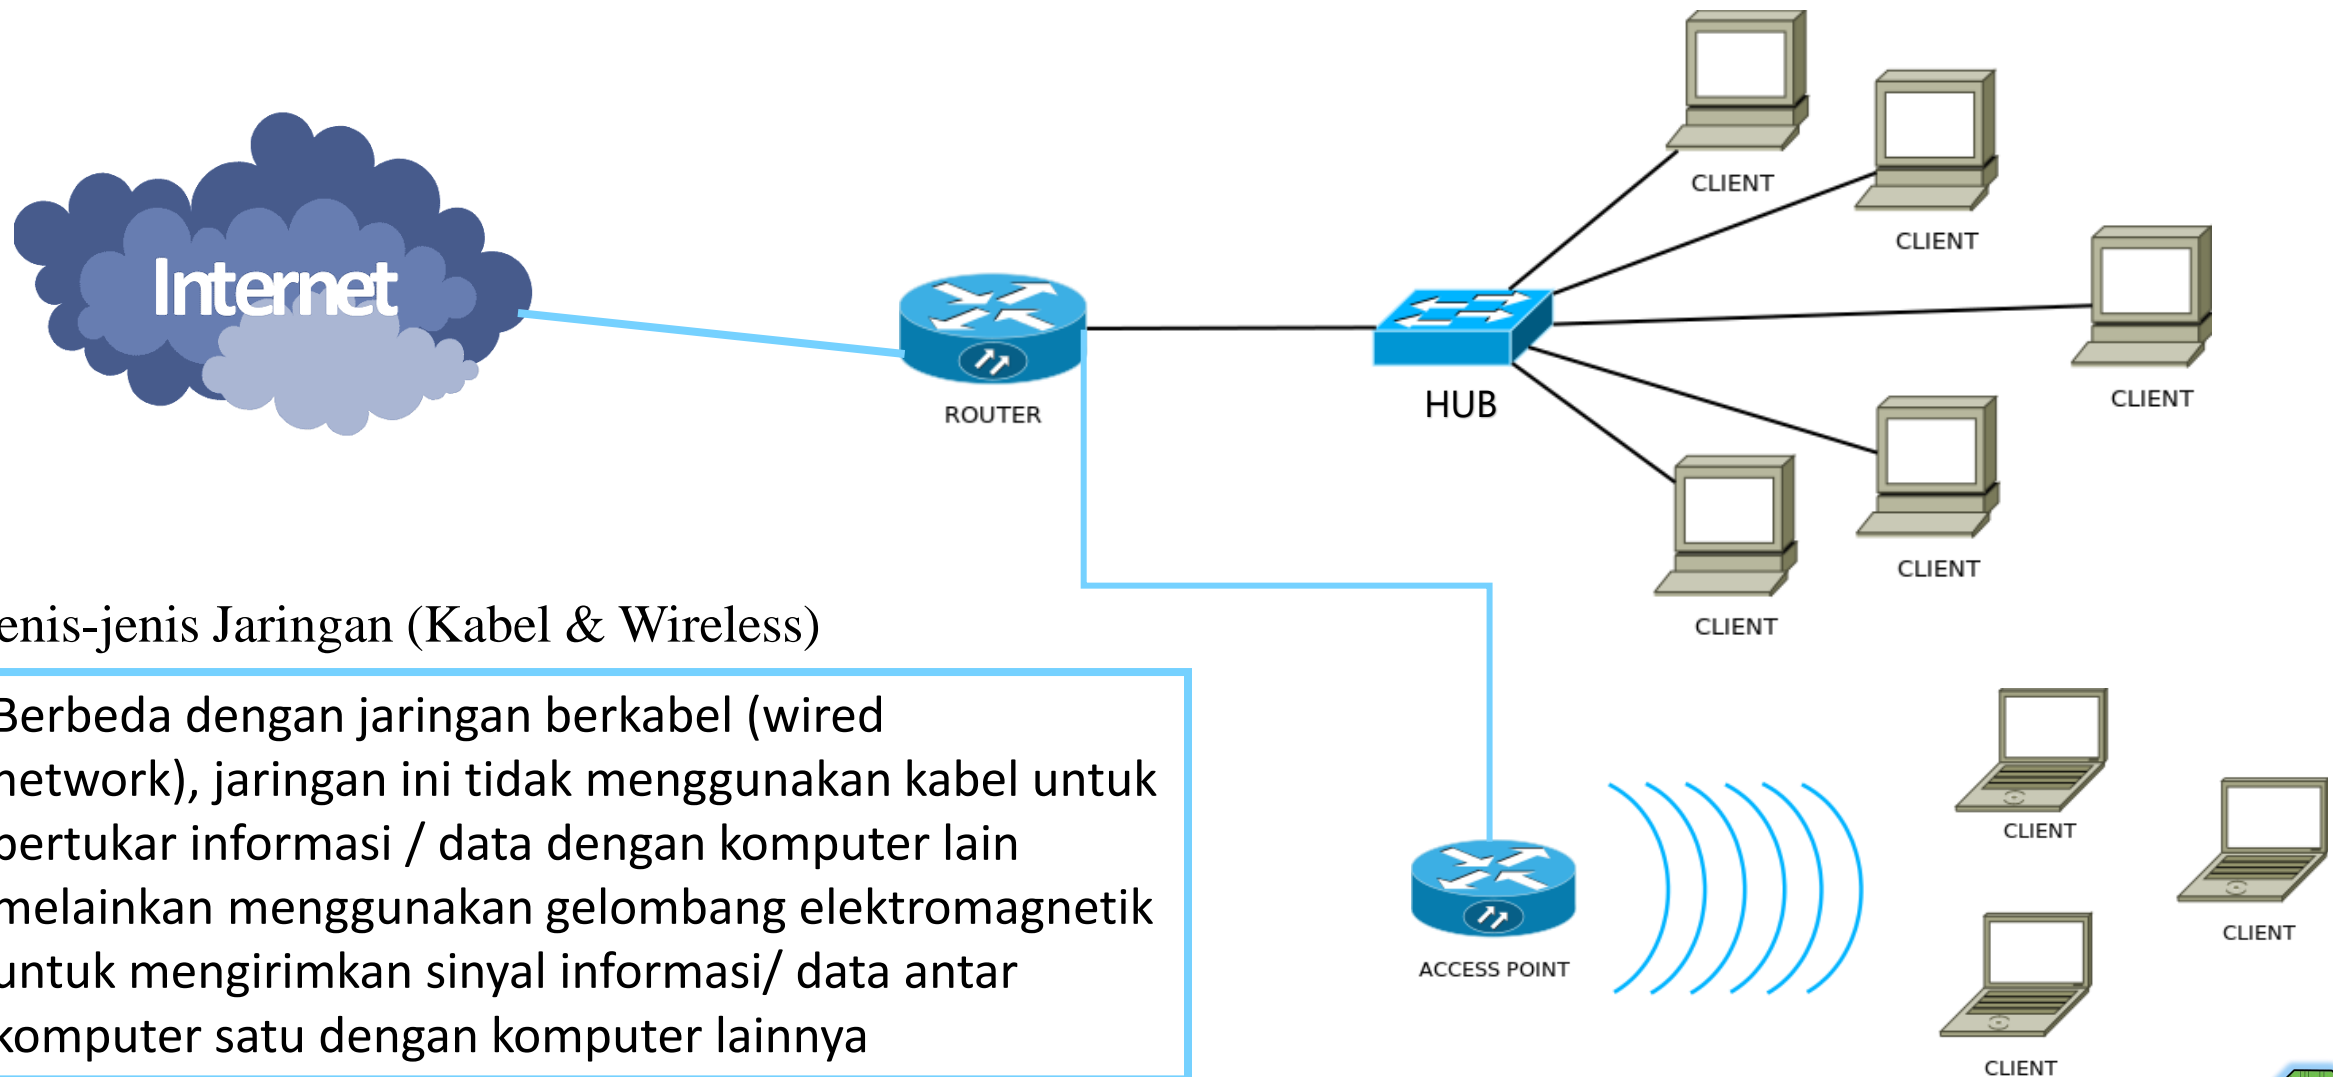 Internet
ROUTER
HUB
CLIENT
CLIENT
CLIENT
CLIENT
CLIENT
enis-jenis Jaringan (Kabel & Wireless)
Berbeda dengan jaringan berkabel (wired
network), jaringan ini tidak menggunakan kabel untuk
bertukar informasi / data dengan komputer lain
melainkan menggunakan gelombang elektromagnetik
untuk mengirimkan sinyal informasi/ data antar
komputer satu dengan komputer lainnya
ACCESS POINT
CLIENT
CLIENT
CLIENT